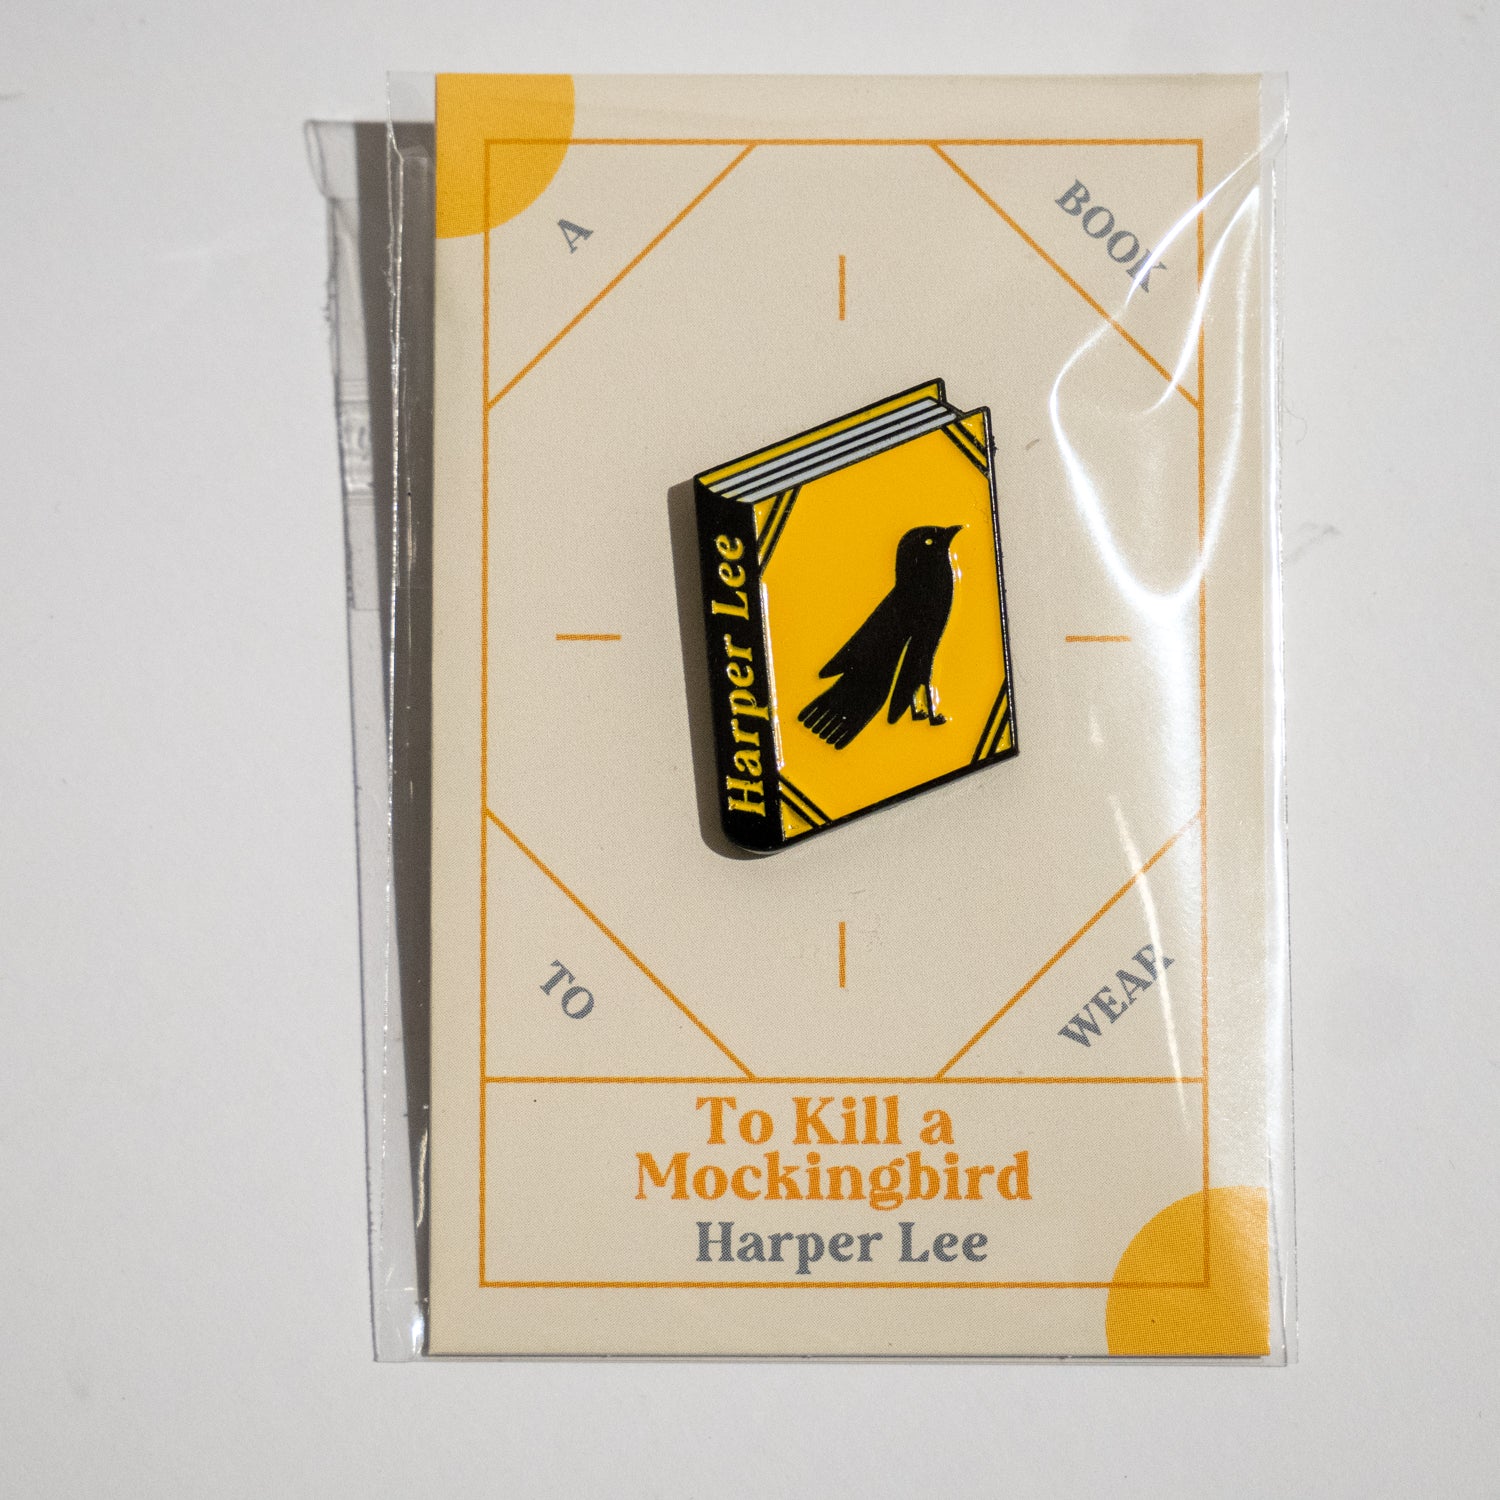 A
BOOK
Harper Lee
TO
WEAR
To Kill a
Mockingbird
Harper Lee